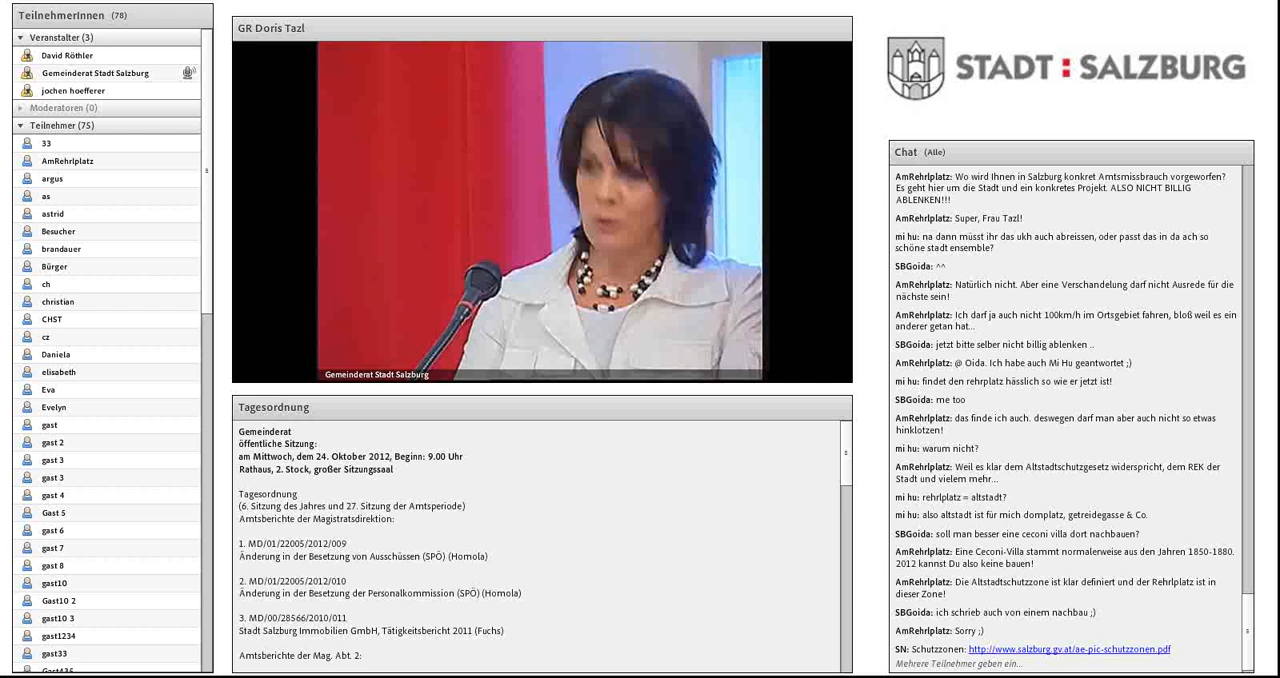 TeilnehmerInnen (78)
Veranstalter (3)
David Röthler
Gemeinderat Stadt Salzburg
jochen hoefferer
Moderatoren (0)
Teilnehmer (75)
33
AmRehrlplatz
argus
as
astrid
Besucher
brandauer
Bürger
ch
christian
CHST
cz
Daniela
elisabeth
Eva
Evelyn
gast
gast 2
gast 3
gast 3
gast 4
Gast 5
gast 6
gast 7
gast 8
gast10
Gast10 2
gast10 3
gast1234
gast33
Gast435
GR Doris Tazl
Gemeinderat Stadt Salzburg
Tagesordnung
Gemeinderat
öffentliche Sitzung:
am Mittwoch, dem 24. Oktober 2012, Beginn: 9.00 Uhr
Rathaus, 2. Stock, großer Sitzungssaal
Tagesordnung
(6. Sitzung des Jahres und 27. Sitzung der Amtsperiode)
Amtsberichte der Magistratsdirektion:
1. MD/01/22005/2012/009
Änderung in der Besetzung von Ausschüssen (SPÖ) (Homola)
2. MD/01/22005/2012/010
Änderung in der Besetzung der Personalkommission (SPÖ) (Homola)
3. MD/00/28566/2010/011
Stadt Salzburg Immobilien GmbH, Tätigkeitsbericht 2011 (Fuchs)
Amtsberichte der Mag. Abt. 2:
STADT : SALZBURG
Chat (Alle)
AmRehrlplatz: Wo wird Ihnen in Salzburg konkret Amtsmissbrauch vorgeworfen?
Es geht hier um die Stadt und ein konkretes Projekt. ALSO NICHT BILLIG
ABLENKEN!!!
AmRehrlplatz: Super, Frau Tazl!
mi hu: na dann müsst ihr das ukh auch abreissen, oder passt das in da ach so
schöne stadt ensemble?
SBGoida: ^^
AmRehrlplatz: Natürlich nicht. Aber eine Verschandelung darf nicht Ausrede für die
nächste sein!
AmRehrlplatz: Ich darf ja auch nicht 100km/h im Ortsgebiet fahren, bloß weil es ein
anderer getan hat...
SBGoida: jetzt bitte selber nicht billig ablenken ..
AmRehrlplatz: @ Oida. Ich habe auch Mi Hu geantwortet ;)
mi hu: findet den rehrplatz hässlich so wie er jetzt ist!
SBGoida: me too
AmRehrlplatz: das finde ich auch. deswegen darf man aber auch nicht so etwas
hinklotzen!
mi hu: warum nicht?
AmRehrlplatz: Weil es klar dem Altstadtschutzgesetz widerspricht, dem REK der
Stadt und vielem mehr...
mi hu: rehrlplatz = altstadt?
mi hu: also altstadt ist für mich domplatz, getreidegasse & Co.
SBGoida: soll man besser eine ceconi villa dort nachbauen?
AmRehrlplatz: Eine Ceconi-Villa stammt normalerweise aus den Jahren 1850-1880.
2012 kannst Du also keine bauen!
AmRehrlplatz: Die Altstadtschutzzone ist klar definiert und der Rehrlplatz ist in
dieser Zone!
SBGoida: ich schrieb auch von einem nachbau ;)
AmRehrlplatz: Sorry ;)
SN: Schutzzonen: http://www.salzburg.gv.at/ae-pic-schutzzonen.pdf
Mehrere Teilnehmer geben ein...